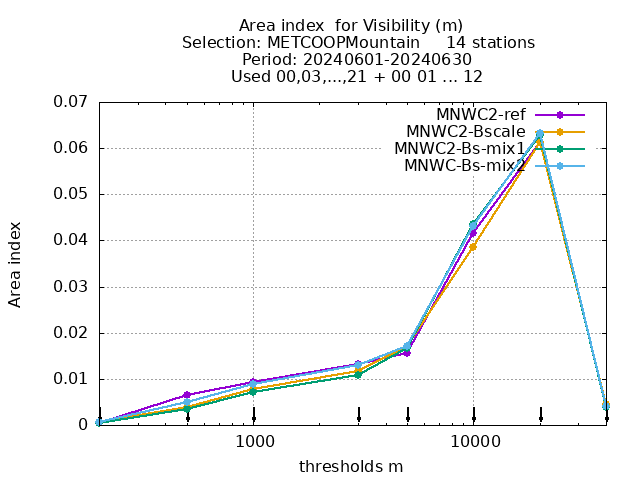 Area index  for Visibility (m)
Selection: METCOOPMountain     14 stations
Period: 20240601-20240630
Used 00,03,...,21 + 00 01 ... 12
0.07
0.06
0.05
0.04
0.03
0.02
0.01
0
Area index
MNWC2-ref
MNWC2-Bscale
MNWC2-Bs-mix1
MNWC-Bs-mix2
1000
10000
thresholds m